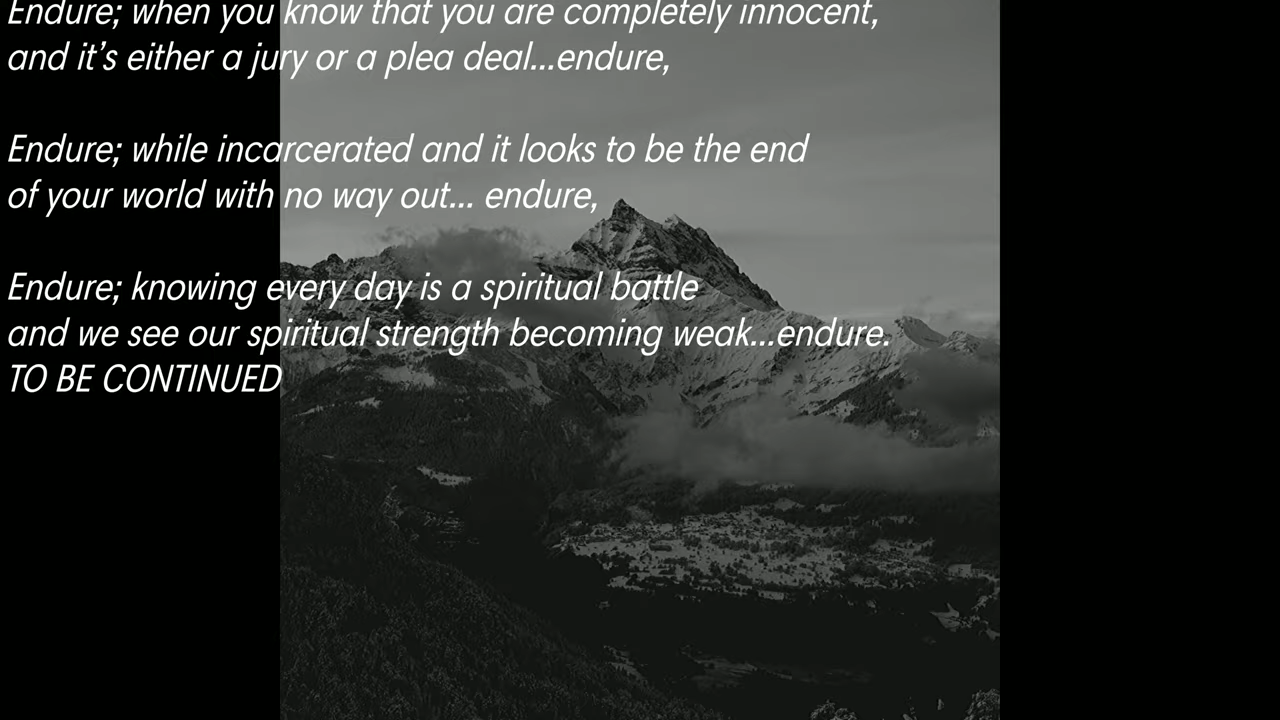 Endure; when you know that you are completely innocent,
and it’s either a jury or a plea deal...endure,
Endure; while incarcerated and it looks to be the end
of your world with no way out... endure,
Endure; knowing every day is a spiritual battle
and we see our spiritual strength becoming weak...endure.
TO BE CONTINUED